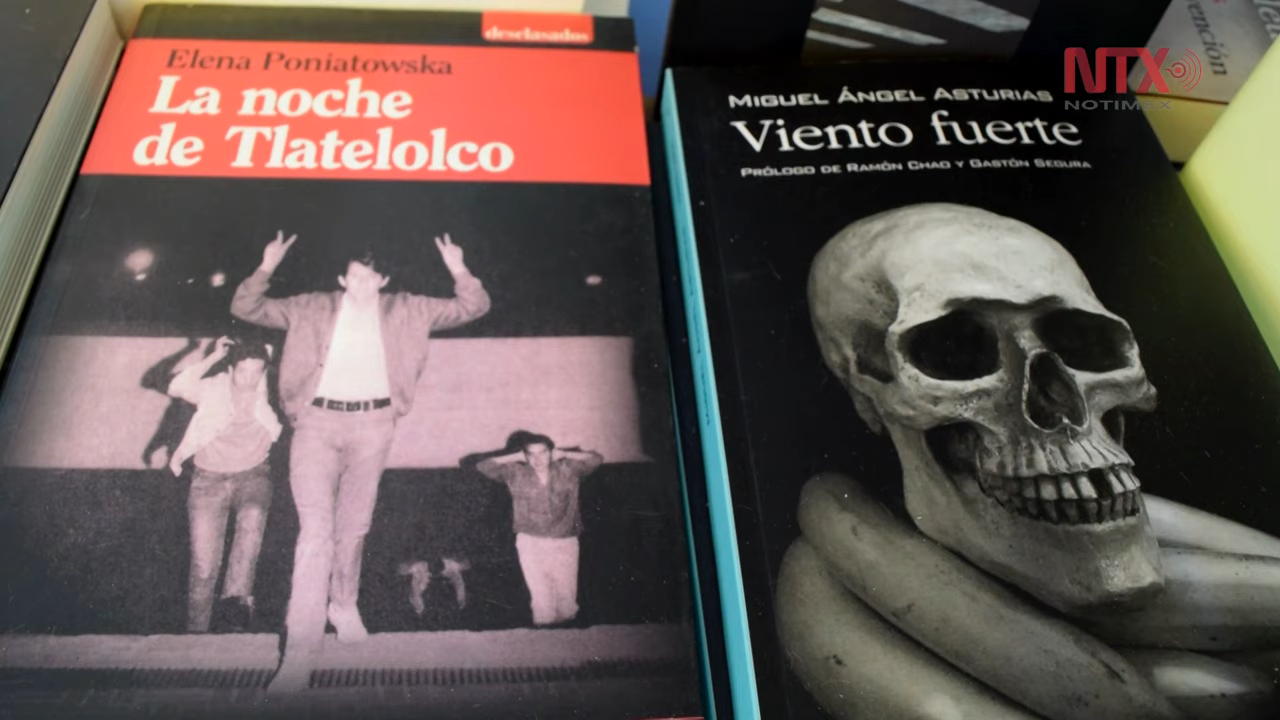 desclasados
Elena Poniatowska
La noche
de Tlatelolco
MIGUEL ÁNGEL ASTURIAS
Viento fuerte
PRÓLOGO DE RAMÓN CHAO Y GASTÓN SEGURA
NTX
NOTIMEX